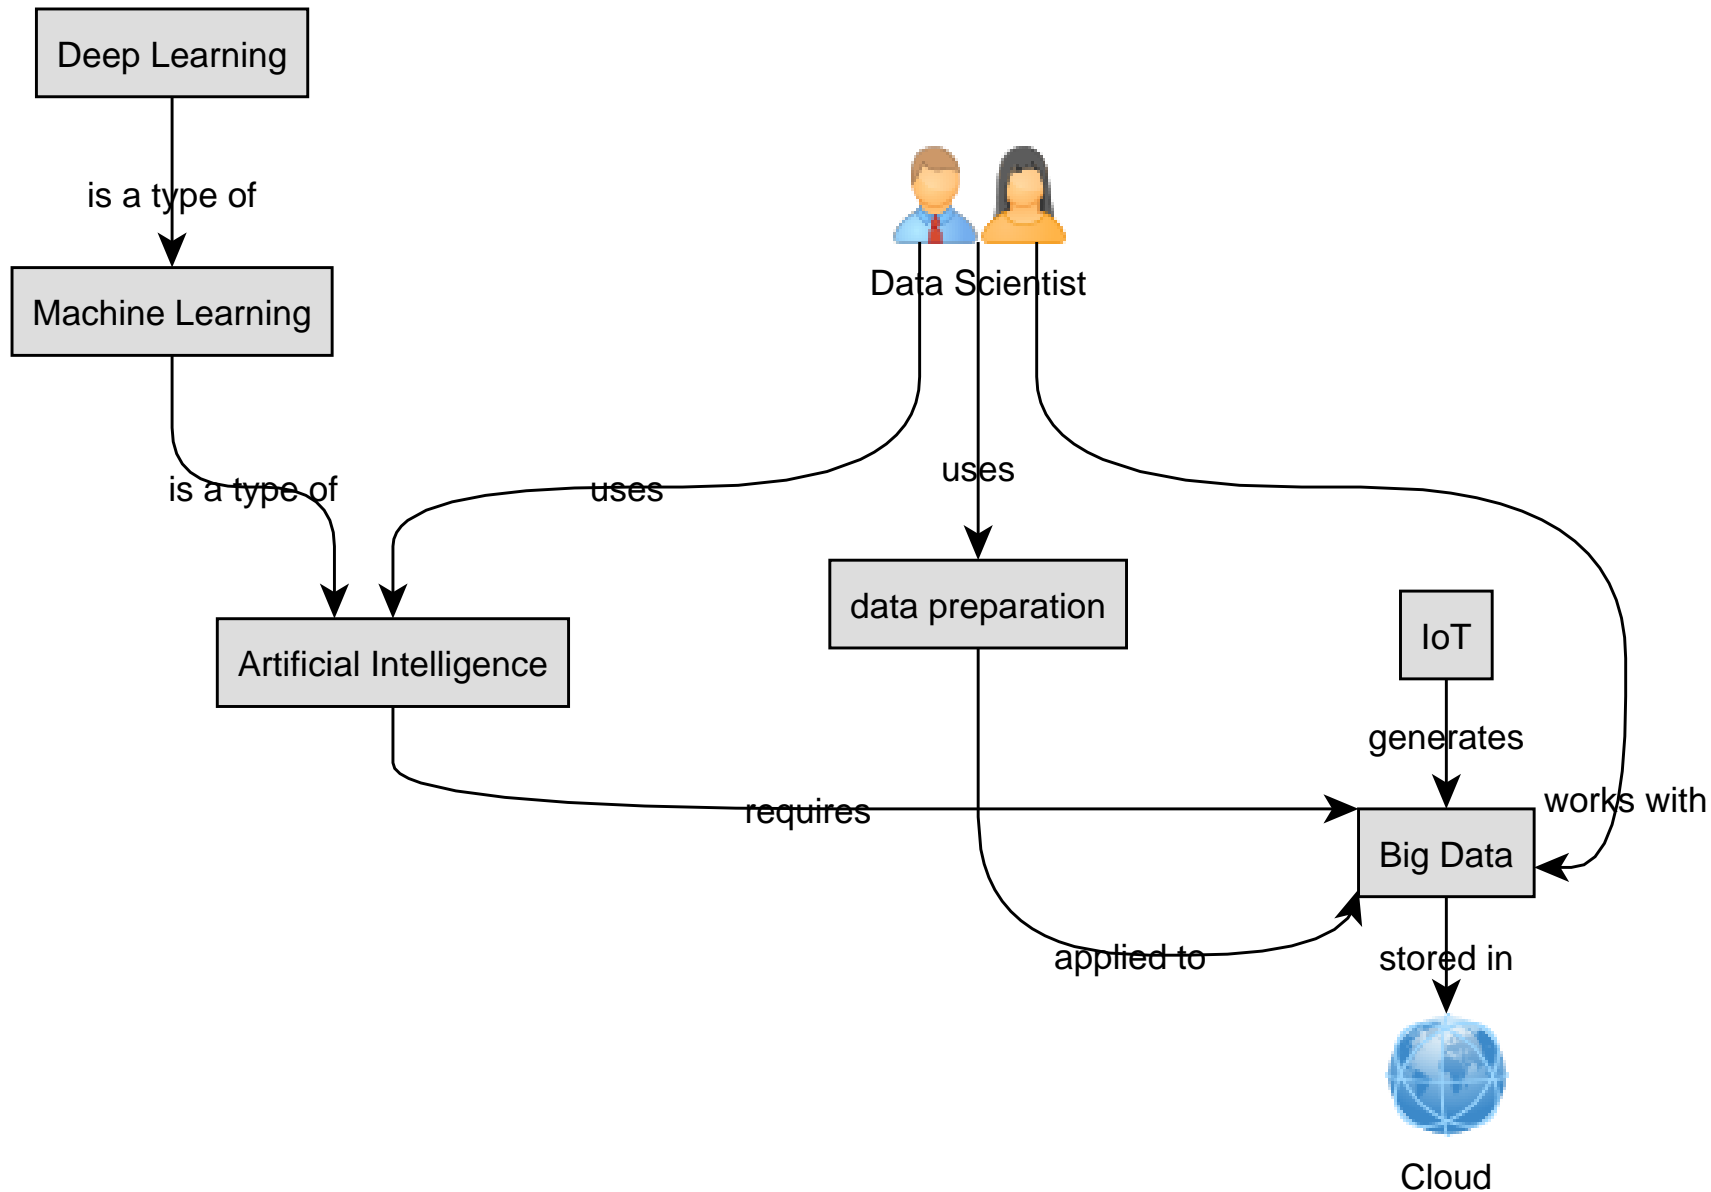 Deep Learning
is a type of
Data Scientist
Machine Learning
uses
is a type of
uses
data preparation
IoT
Artificial Intelligence
generates
works with
requires
Big Data
applied to
stored in
Cloud